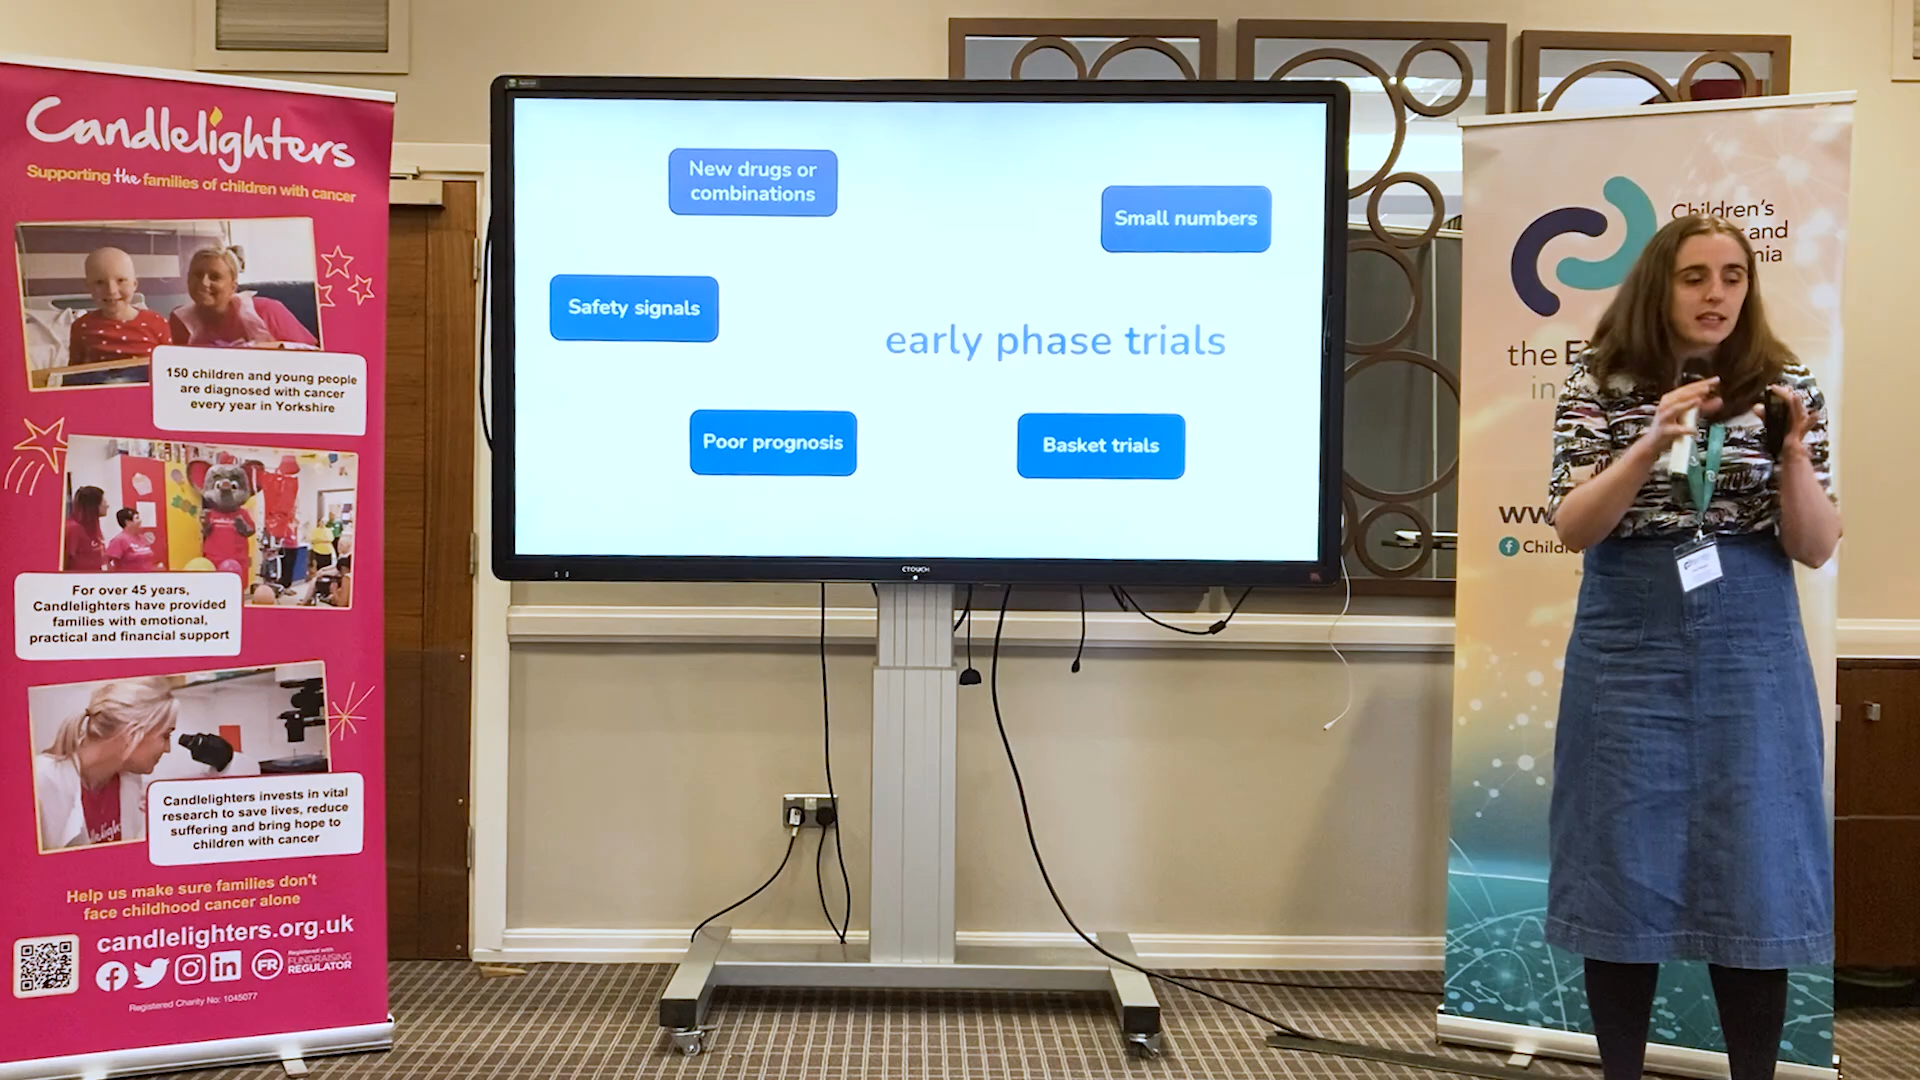 Candlelighters
Supporting the families of children with cancer
150 children and young people
are diagnosed with cancer
every year in Yorkshire
For over 45 years,
Candlelighters have provided
families with emotional,
practical and financial support
Candlelighters invests in vital
research to save lives, reduce
suffering and bring hope to
children with cancer
Help us make sure families don't
face childhood cancer alone
candlelighters.org.uk
Registered with
FR FUNDRAISING
REGULATOR
Registered Charity No: 1045077
New drugs or
combinations
Small numbers
Safety signals
early phase trials
Poor prognosis
Basket trials
CTOUCH
Children's
and
the
in